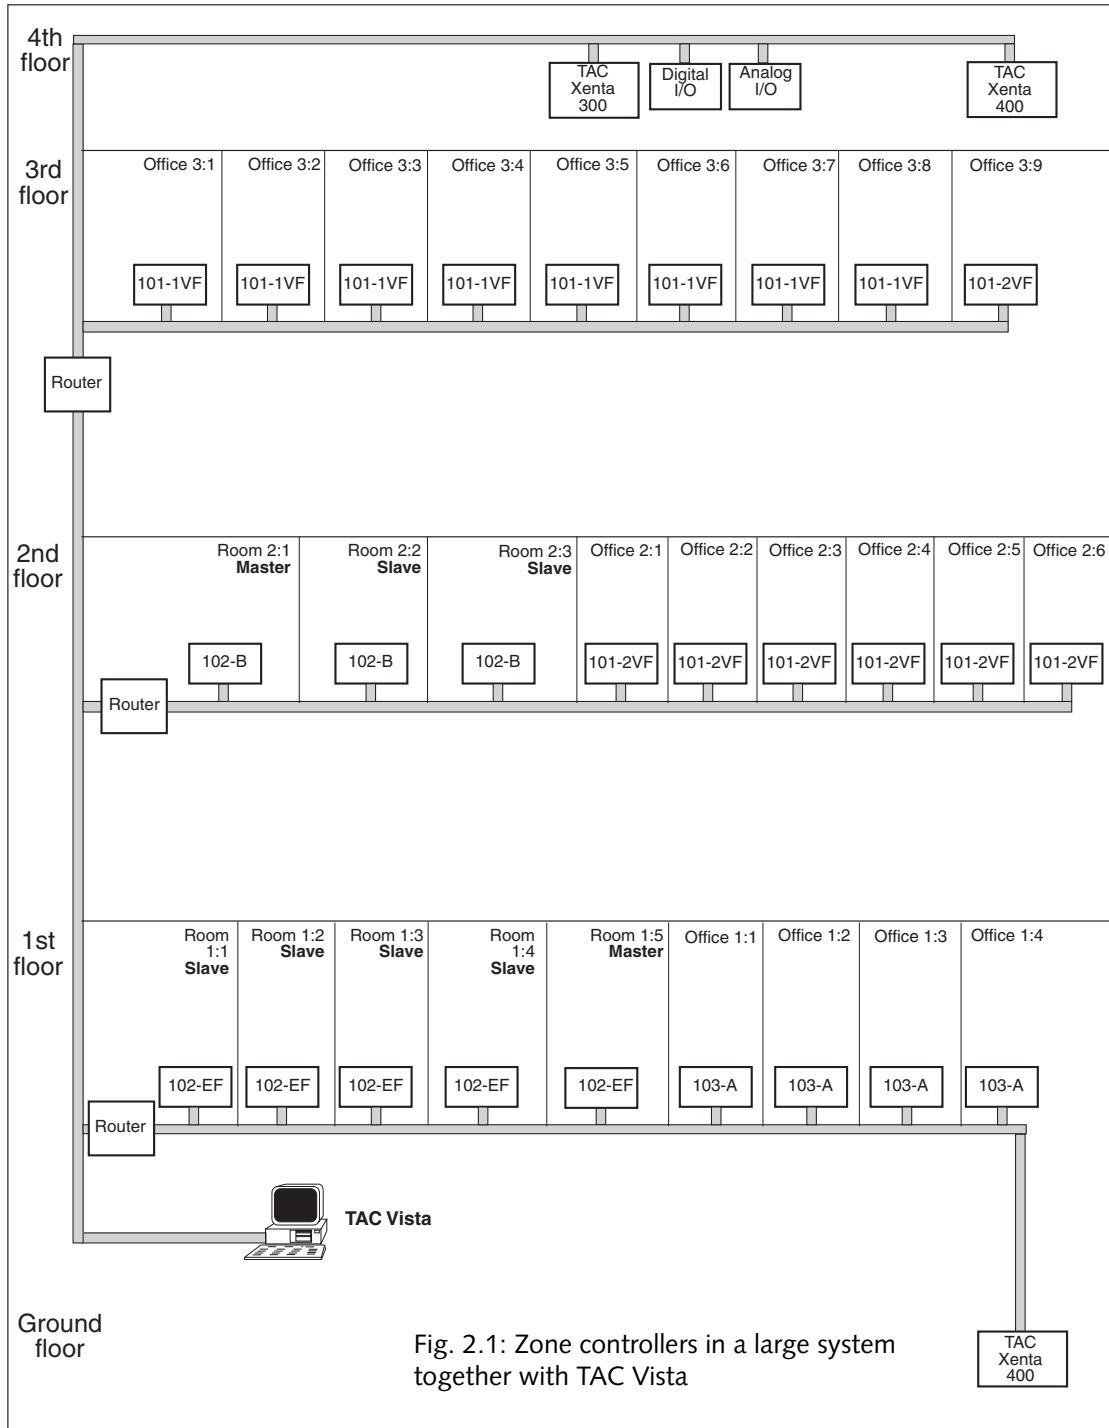 4th
floor
TAC
Xenta
300
Digital
I/O
Analog
I/O
TAC
Xenta
400
3rd
floor
Office 3:1
Office 3:2
Office 3:3
Office 3:4
Office 3:5
Office 3:6
Office 3:7
Office 3:8
Office 3:9
101-1VF
101-1VF
101-1VF
101-1VF
101-1VF
101-1VF
101-1VF
101-1VF
101-2VF
Router
2nd
floor
Room 2:1
Master
Room 2:2
Slave
Room 2:3
Slave
Office 2:1
Office 2:2
Office 2:3
Office 2:4
Office 2:5
Office 2:6
102-B
102-B
102-B
101-2VF
101-2VF
101-2VF
101-2VF
101-2VF
101-2VF
Router
1st
floor
Room
1:1
Slave
Room 1:2
Slave
Room 1:3
Slave
Room
1:4
Slave
Room 1:5
Master
Office 1:1
Office 1:2
Office 1:3
Office 1:4
102-EF
102-EF
102-EF
102-EF
102-EF
103-A
103-A
103-A
103-A
Router
TAC Vista
Ground
floor
Fig. 2.1: Zone controllers in a large system
together with TAC Vista
TAC
Xenta
400